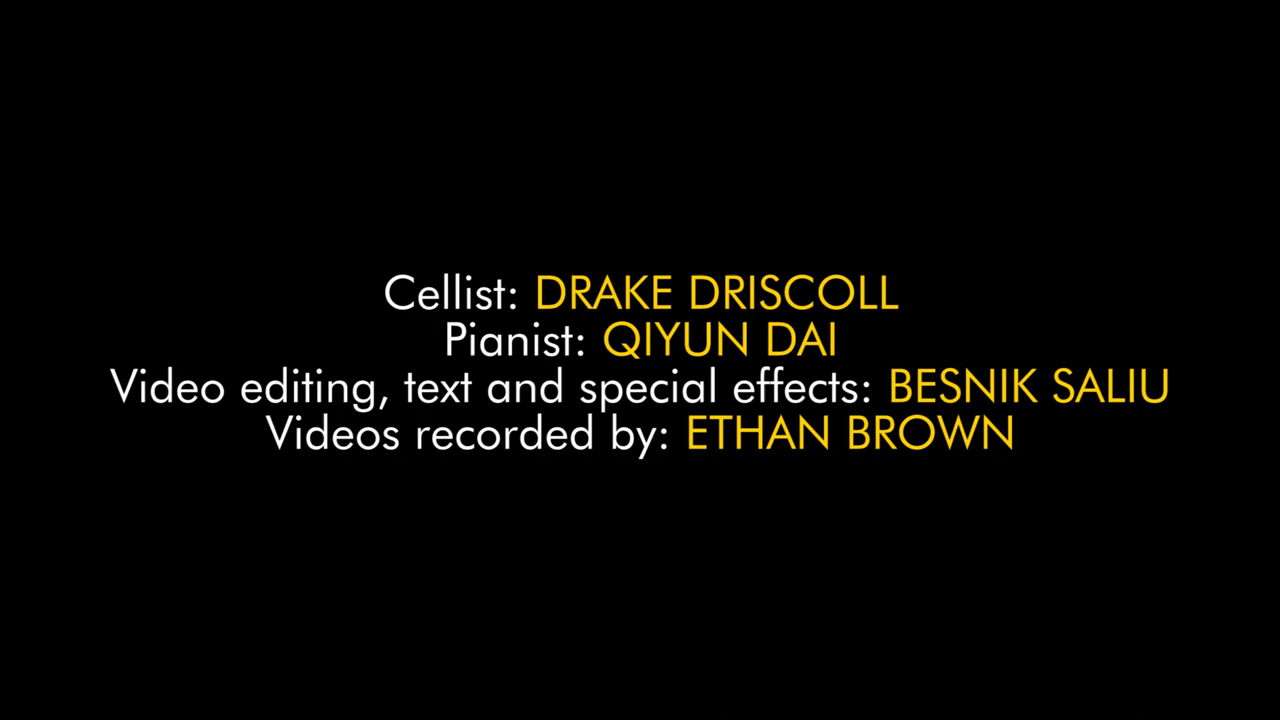 Cellist: DRAKE DRISCOLL
Pianist: QIYUN DAI
Video editing, text and special effects: BESNIK SALIU
Videos recorded by: ETHAN BROWN